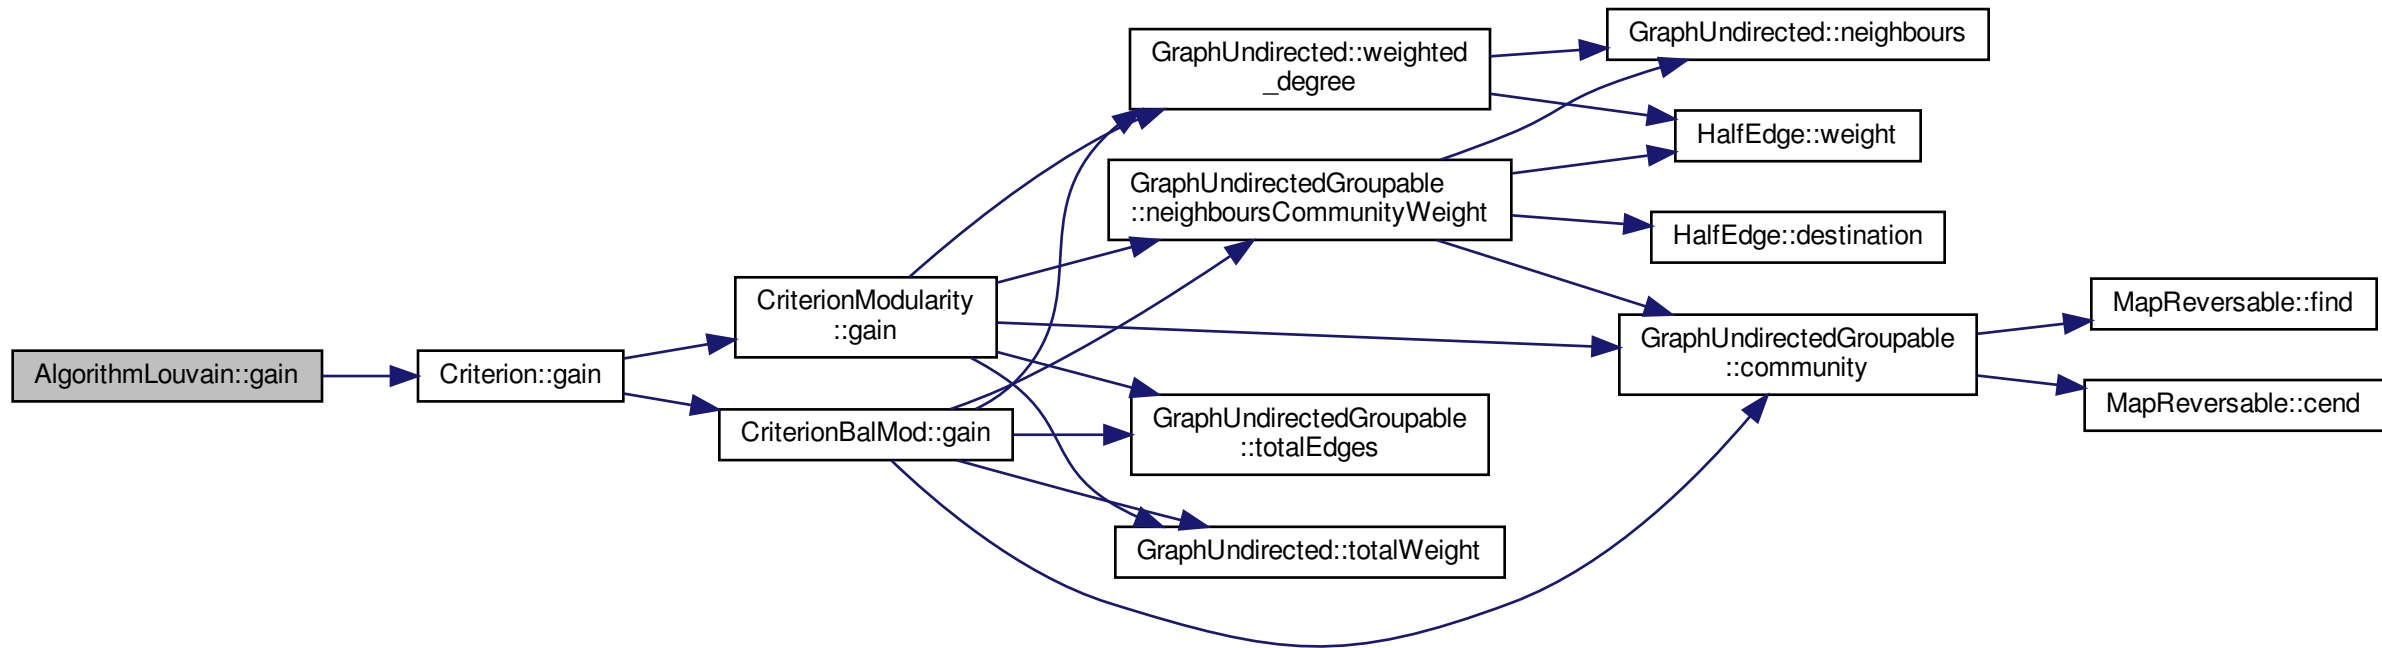 AlgorithmLouvain::gain
Criterion::gain
CriterionModularity
::gain
CriterionBalMod::gain
GraphUndirected::weighted
_degree
GraphUndirectedGroupable
::neighboursCommunityWeight
GraphUndirectedGroupable
::totalEdges
GraphUndirected::totalWeight
GraphUndirected::neighbours
HalfEdge::weight
HalfEdge::destination
GraphUndirectedGroupable
::community
MapReversable::find
MapReversable::cend